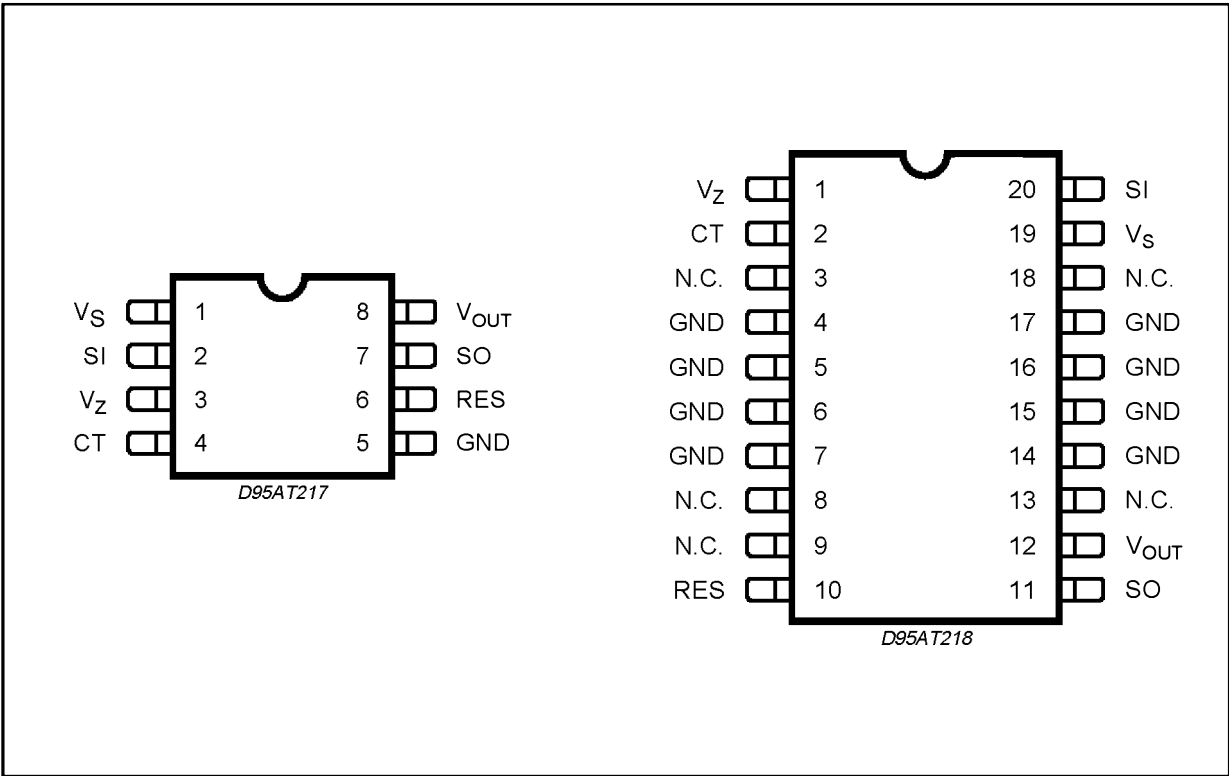 VS 1 8 VOUT
SI 2 7 SO
VZ 3 6 RES
CT 4 5 GND
D95AT217
VZ 1 20 SI
CT 2 19 VS
N.C. 3 18 N.C.
GND 4 17 GND
GND 5 16 GND
GND 6 15 GND
GND 7 14 GND
N.C. 8 13 N.C.
N.C. 9 12 VOUT
RES 10 11 SO
D95AT218